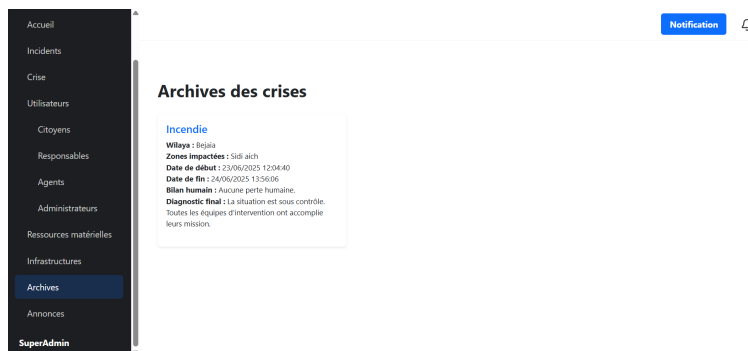 Accueil
Incidents
Crise
Utilisateurs
Citoyens
Responsables
Agents
Administrateurs
Ressources matérielles
Infrastructures
Archives
Annonces
SuperAdmin
Notification
Archives des crises
Incendie
Wilaya : Bejaia
Zones impactées : Sidi aich
Date de début : 23/06/2025 12:04:40
Date de fin : 24/06/2025 13:56:06
Bilan humain : Aucune perte humaine.
Diagnostic final : La situation est sous contrôle.
Toutes les équipes d'intervention ont accomplie
leurs mission.